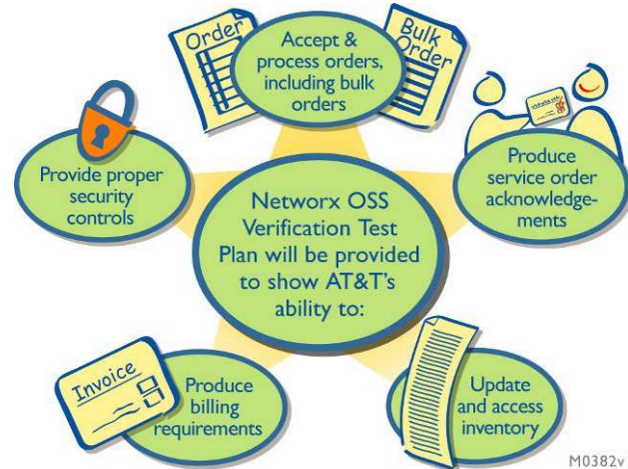 Order
Bulk
Order
Accept &
process orders,
including bulk
orders
Provide proper
security
controls
Produce
service order
acknowledge-
ments
Networx OSS
Verification Test
Plan will be provided
to show AT&T's
ability to:
Invoice
Produce
billing
requirements
Update
and access
inventory
M0382v